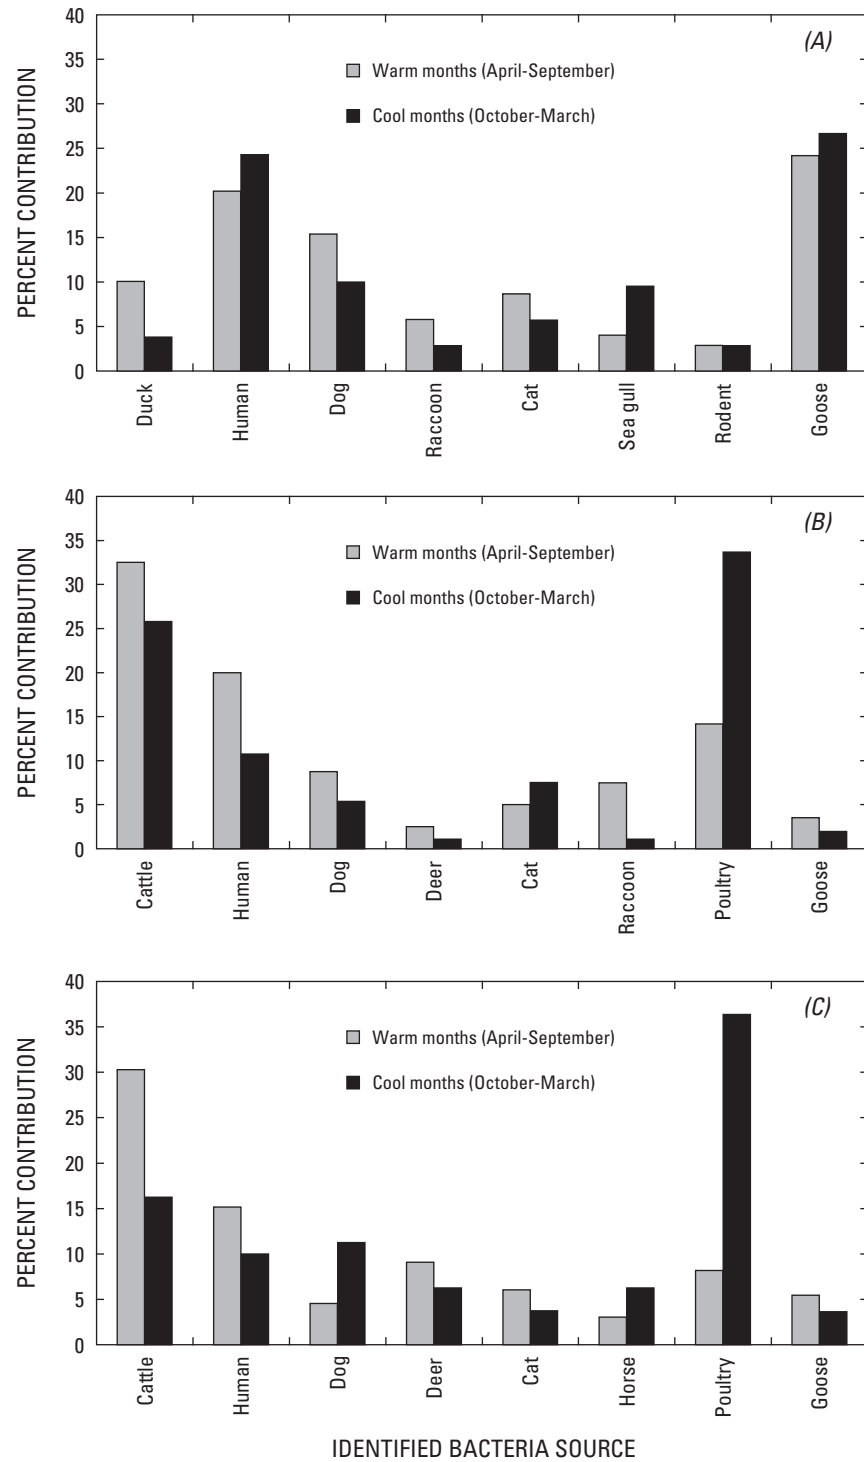 (A)
40
35
30
25
20
15
10
5
0
PERCENT CONTRIBUTION
Warm months (April-September)
Cool months (October-March)
Duck
Human
Dog
Raccoon
Cat
Sea gull
Rodent
Goose
(B)
40
35
30
25
20
15
10
5
0
PERCENT CONTRIBUTION
Warm months (April-September)
Cool months (October-March)
Cattle
Human
Dog
Deer
Cat
Raccoon
Poultry
Goose
(C)
40
35
30
25
20
15
10
5
0
PERCENT CONTRIBUTION
Warm months (April-September)
Cool months (October-March)
Cattle
Human
Dog
Deer
Cat
Horse
Poultry
Goose
IDENTIFIED BACTERIA SOURCE